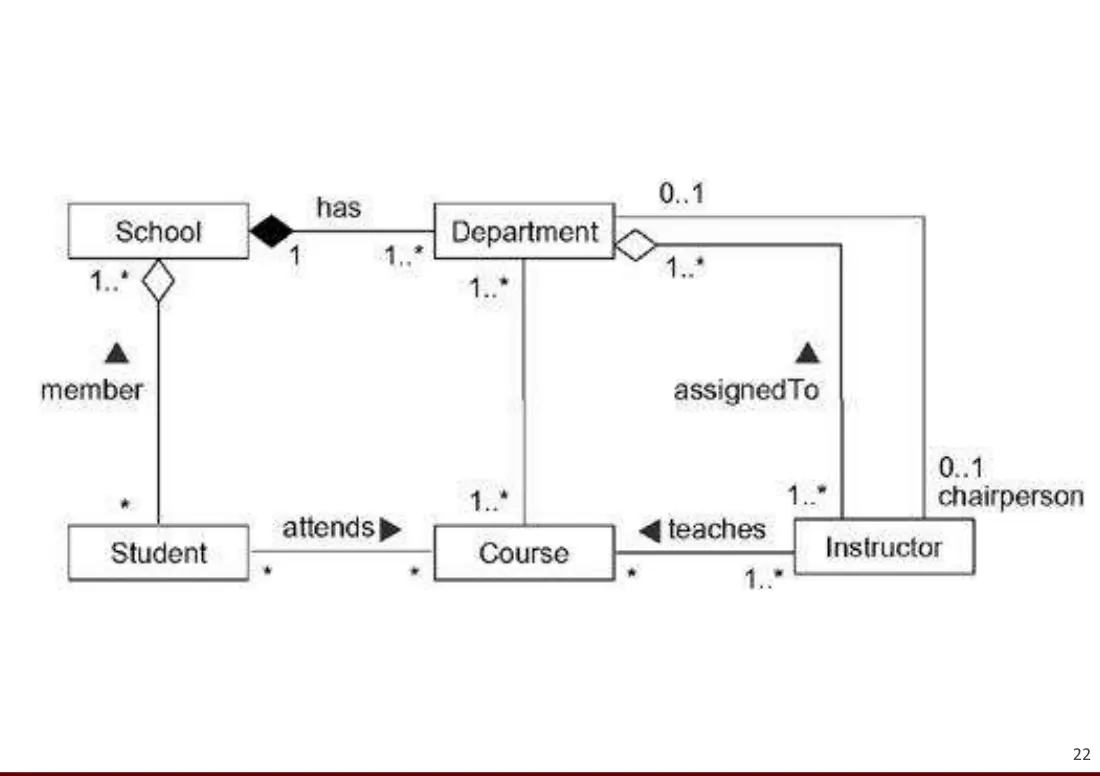 0..1
has
School
Department
1
1..*
1..*
1..*
1..*
member
assignedTo
0..1
chairperson
*
1..*
1..*
attends
teaches
Student
Course
Instructor
*
*
*
1..*
22